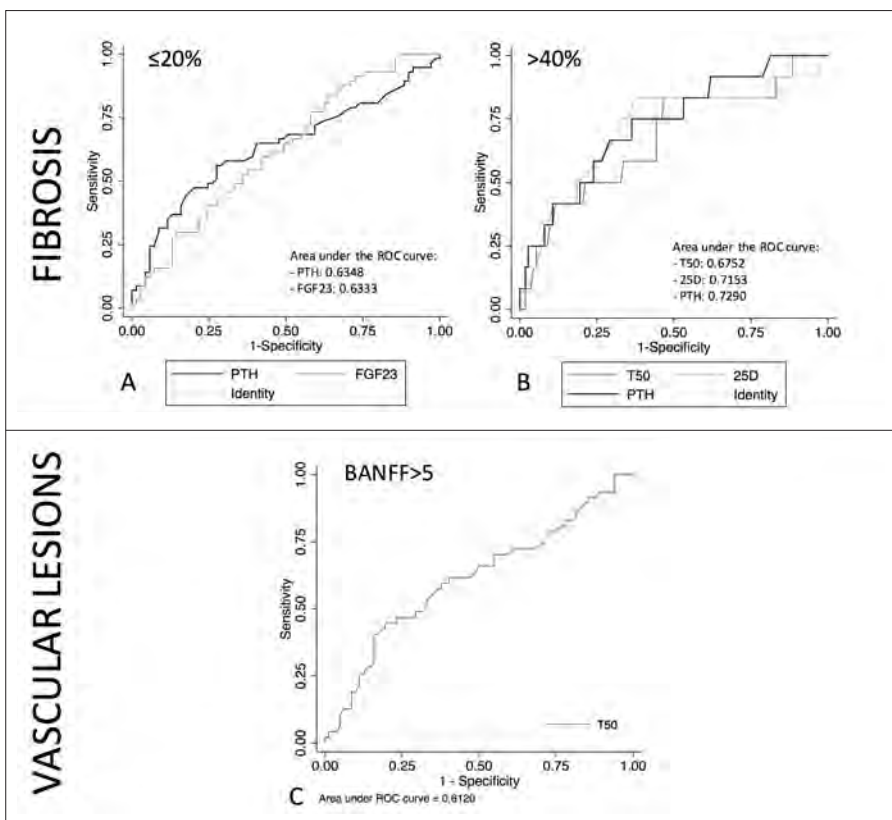 FIBROSIS
≤20%
1.00
0.75
0.50
0.25
0.00
Sensitivity
Area under the ROC curve:
- PTH: 0.6348
- FGF23: 0.6333
0.00 0.25 0.50 0.75 1.00
1-Specificity
A
PTH FGF23
Identity
>40%
1.00
0.75
0.50
0.25
0.00
Sensitivity
Area under the ROC curve:
- T50: 0.6752
- 25D: 0.7153
- PTH: 0.7290
0.00 0.25 0.50 0.75 1.00
1-Specificity
B
T50 25D
PTH Identity
VASCULAR LESIONS
BANFF>5
1.00
0.75
0.50
0.25
0.00
Sensitivity
T50
0.00 0.25 0.50 0.75 1.00
1 - Specificity
C Area under ROC curve = 0.6120